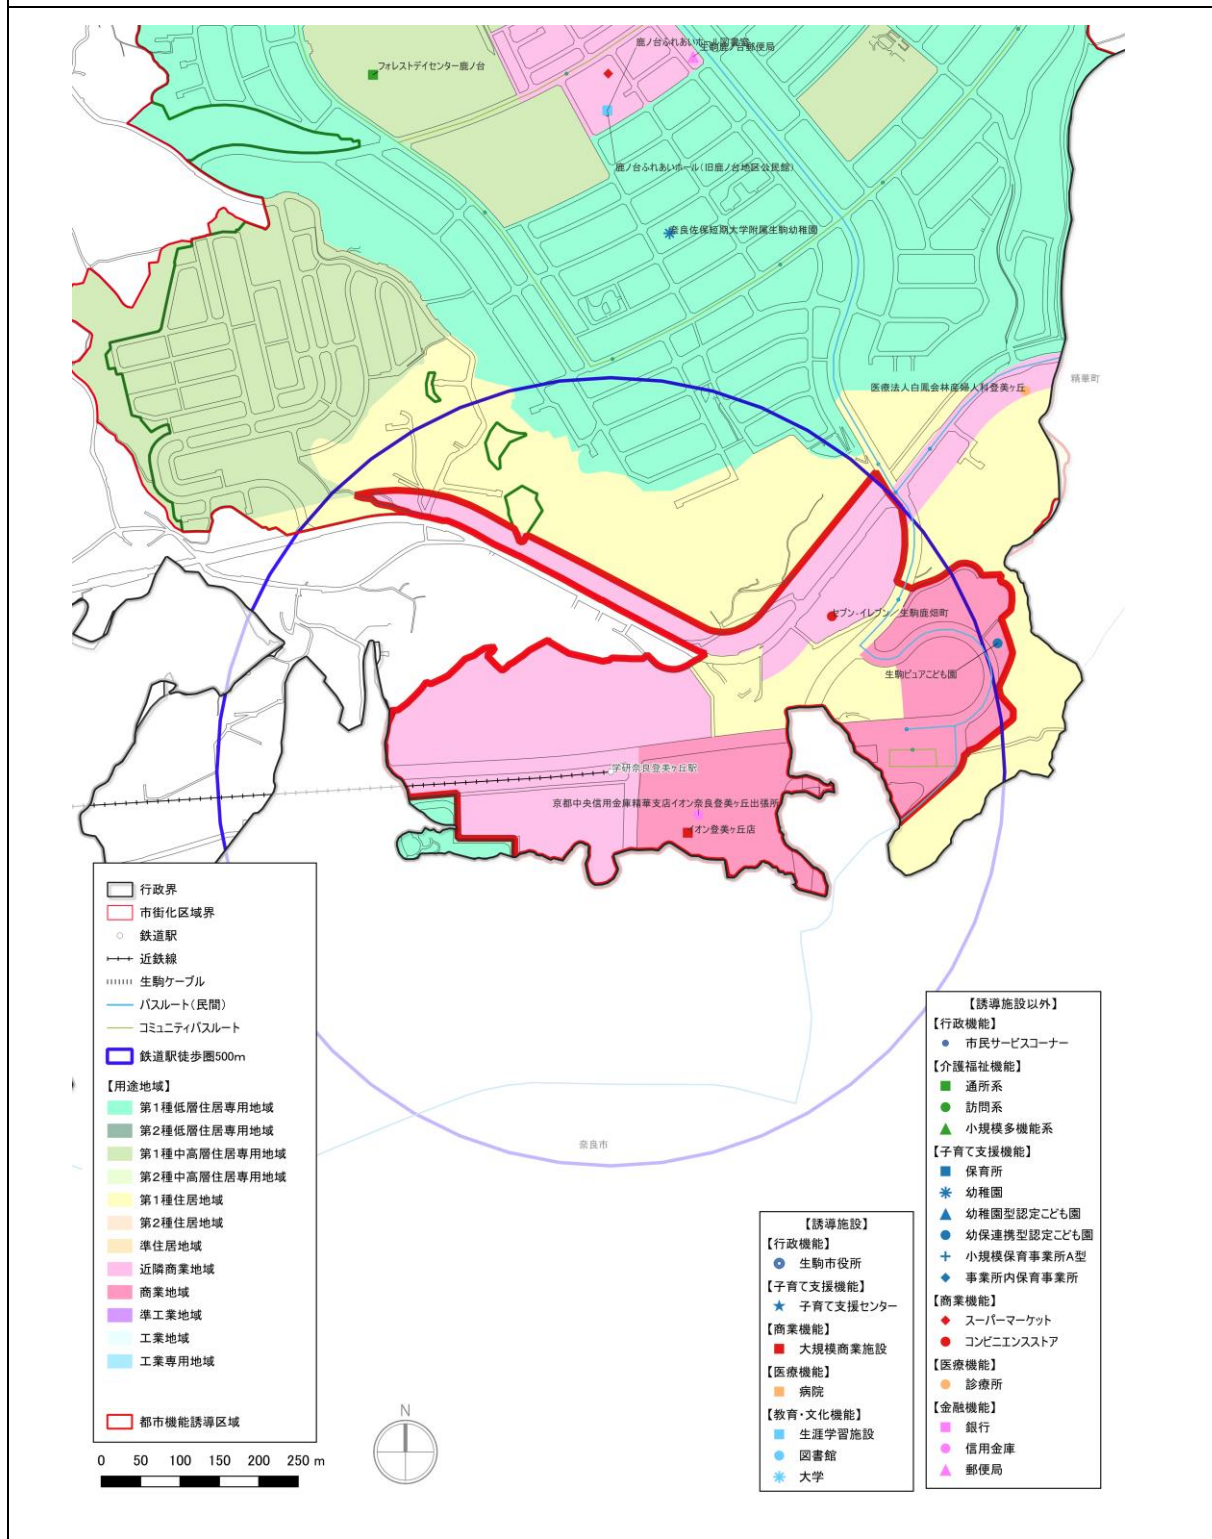 鹿ノ台ふれあいホール図書室
生駒鹿ノ台郵便局
フォレストデイセンター鹿ノ台
鹿ノ台ふれあいホール(旧鹿ノ台地区公民館)
奈良佐保短期大学附属生駒幼稚園
精華町
医療法人白鳳会林産婦人科登美ヶ丘
セブン-イレブン/生駒鹿畑町
生駒ピュアこども園
学研奈良登美ヶ丘駅
京都中央信用金庫精華支店イオン奈良登美ヶ丘出張所
イオン登美ヶ丘店
奈良市
行政界
市街化区域界
鉄道駅
近鉄線
生駒ケーブル
バスルート(民間)
コミュニティバスルート
鉄道駅徒歩圏500m
【用途地域】
第1種低層住居専用地域
第2種低層住居専用地域
第1種中高層住居専用地域
第2種中高層住居専用地域
第1種住居地域
第2種住居地域
準住居地域
近隣商業地域
商業地域
準工業地域
工業地域
工業専用地域
都市機能誘導区域
0 50 100 150 200 250 m
N
【誘導施設】
【行政機能】
生駒市役所
【子育て支援機能】
子育て支援センター
【商業機能】
大規模商業施設
【医療機能】
病院
【教育・文化機能】
生涯学習施設
図書館
大学
【誘導施設以外】
【行政機能】
市民サービスコーナー
【介護福祉機能】
通所系
訪問系
小規模多機能系
【子育て支援機能】
保育所
幼稚園
幼稚園型認定こども園
幼保連携型認定こども園
小規模保育事業所A型
事業所内保育事業所
【商業機能】
スーパーマーケット
コンビニエンスストア
【医療機能】
診療所
【金融機能】
銀行
信用金庫
郵便局